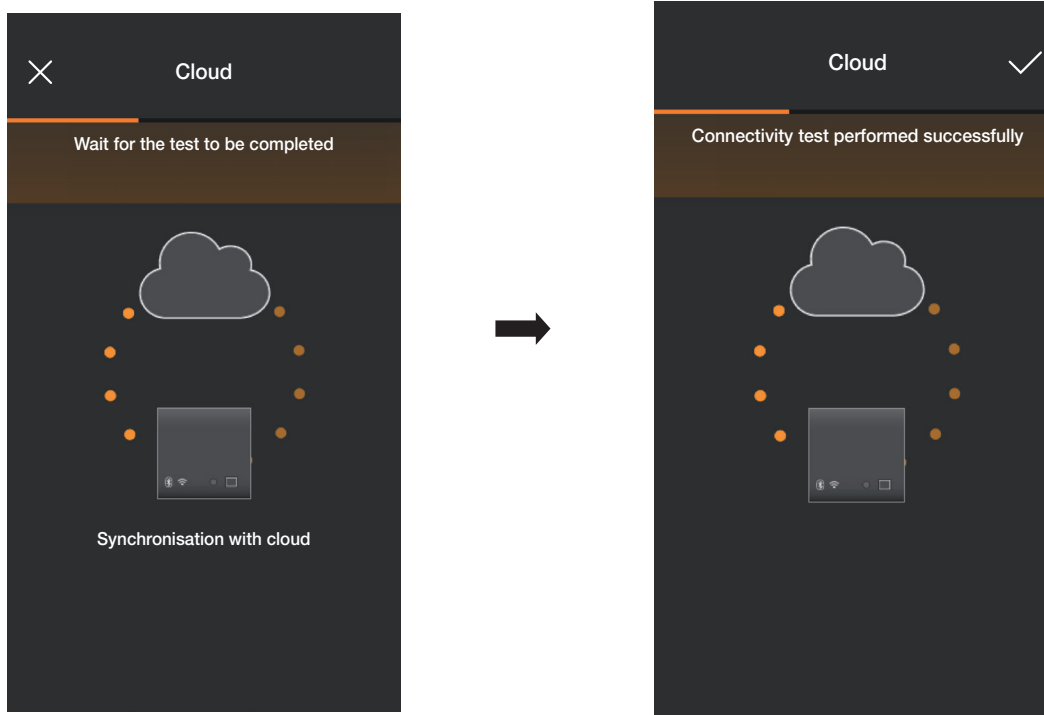 Cloud
Wait for the test to be completed
Synchronisation with cloud
Cloud
Connectivity test performed successfully